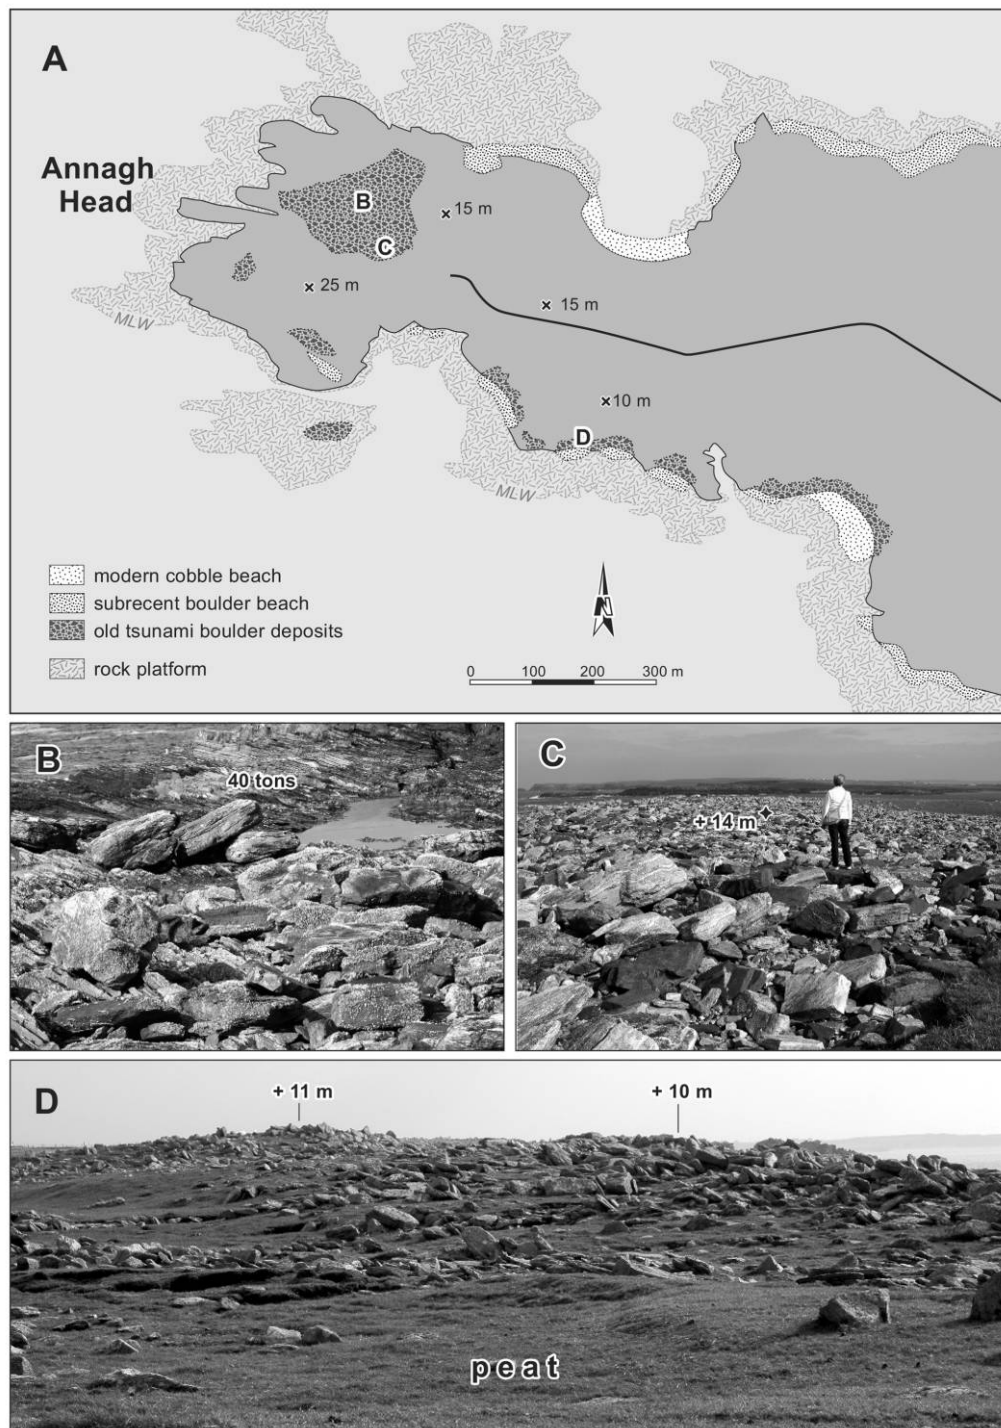 A
Annagh
Head
B
C
15 m
25 m
15 m
MLW
10 m
D
MLW
modern cobble beach
subrecent boulder beach
old tsunami boulder deposits
rock platform
N
0 100 200 300 m
B
40 tons
C
+ 14 m
D
+ 11 m
+ 10 m
peat